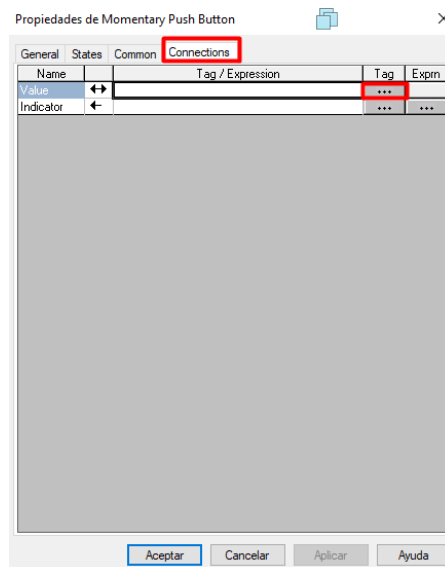 Propiedades de Momentary Push Button
General States Common Connections
Name Tag / Expression Tag Exprn
Value ...
Indicator ... ...
Aceptar Cancelar Aplicar Ayuda